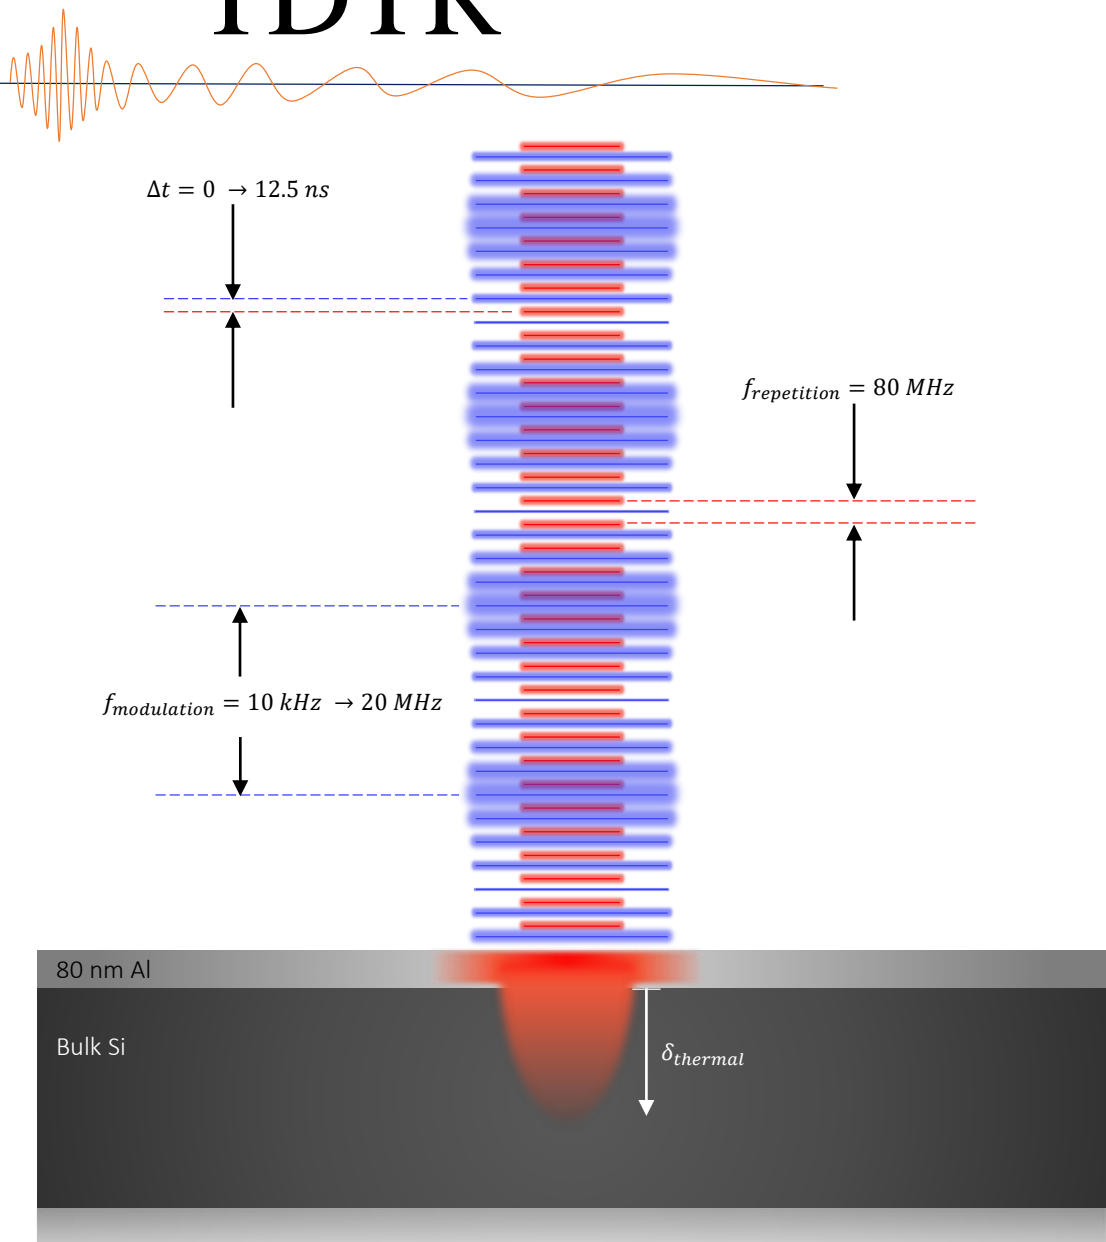 TDTR
Δt = 0 → 12.5 ns
f_repetition = 80 MHz
f_modulation = 10 kHz → 20 MHz
80 nm Al
Bulk Si
δ_thermal